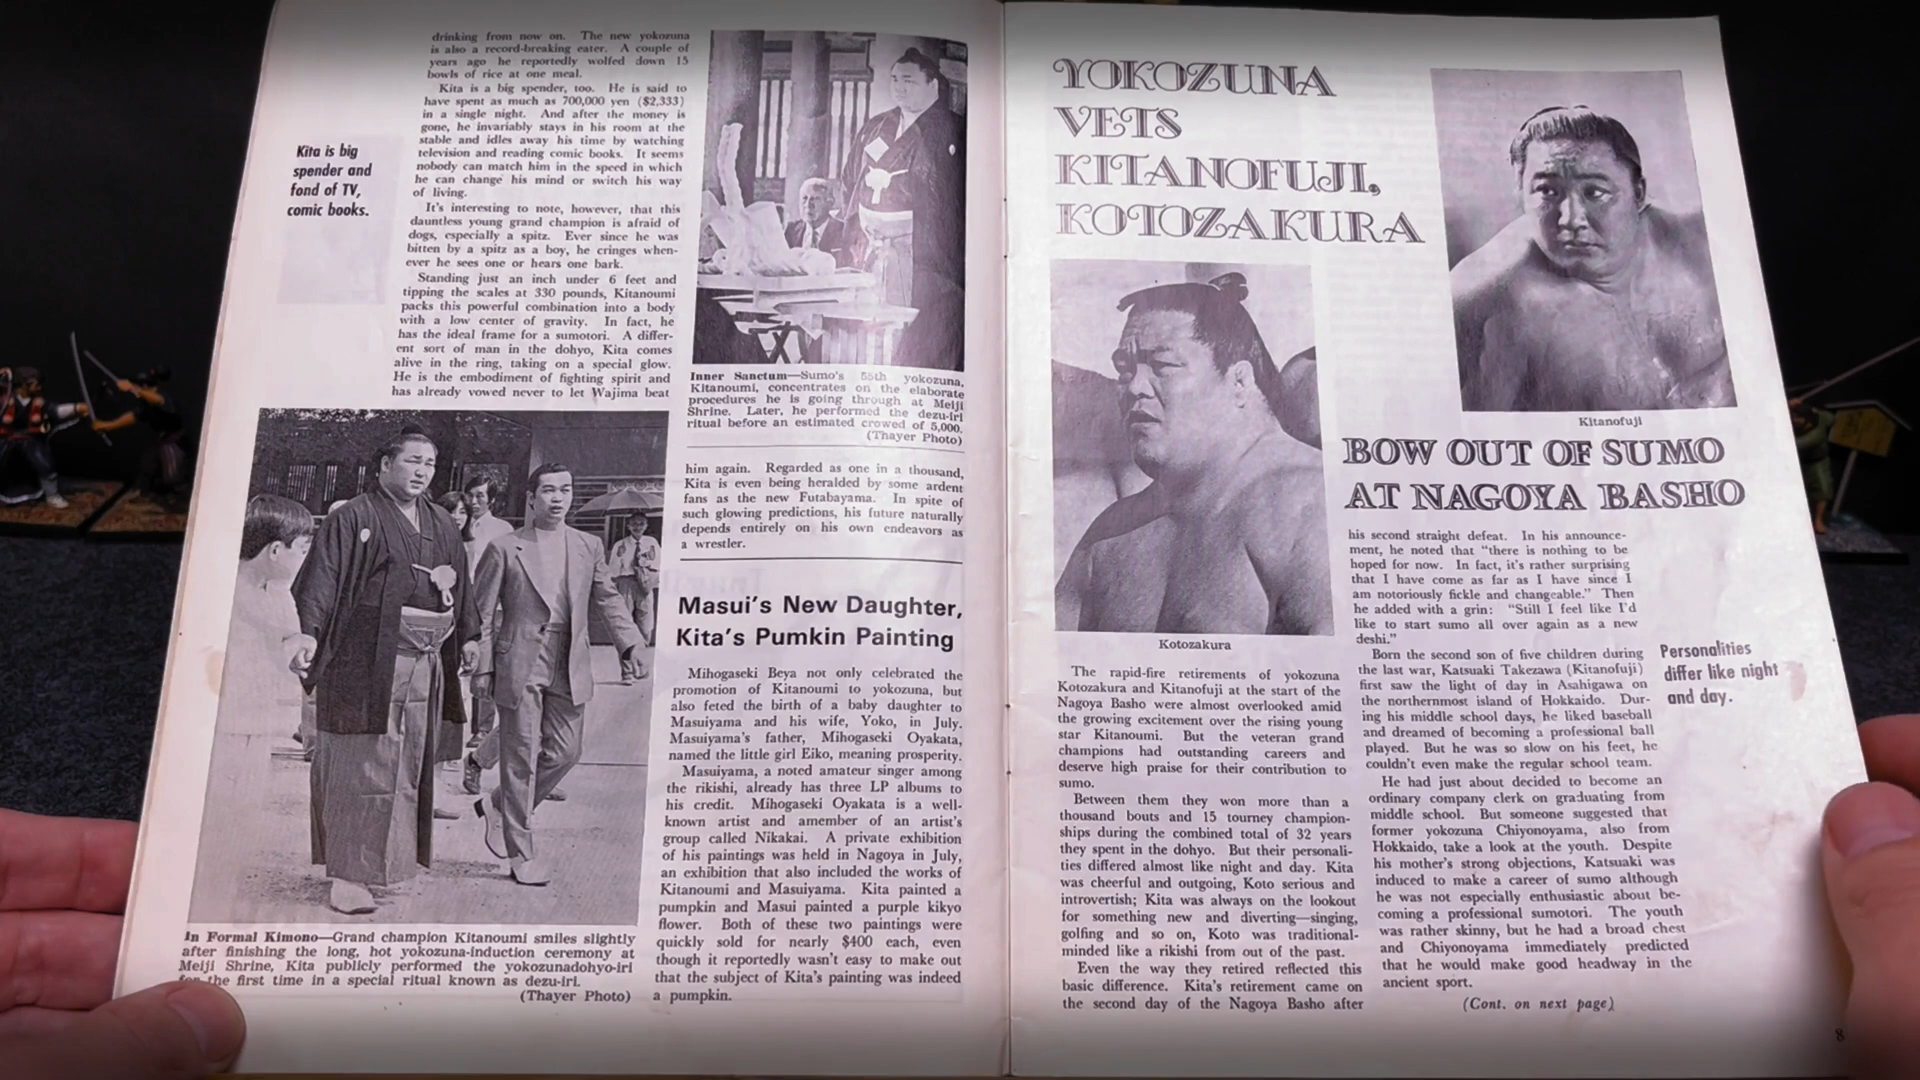 drinking from now on. The new yokozuna
is also a record-breaking eater. A couple of
years ago he reportedly wolfed down 15
bowls of rice at one meal.
Kita is a big spender, too. He is said to
have spent as much as 700,000 yen ($2,333)
in a single night. And after the money is
gone, he invariably stays in his room at the
stable and idles away his time by watching
television and reading comic books. It seems
nobody can match him in the speed in which
he can change his mind or switch his way
of living.
It's interesting to note, however, that this
dauntless young grand champion is afraid of
dogs, especially a spitz. Ever since he was
bitten by a spitz as a boy, he cringes when-
ever he sees one or hears one bark.
Standing just an inch under 6 feet and
tipping the scales at 330 pounds, Kitanoumi
packs this powerful combination into a body
with a low center of gravity. In fact, he
has the ideal frame for a sumotori. A differ-
ent sort of man in the dohyo, Kita comes
alive in the ring, taking on a special glow.
He is the embodiment of fighting spirit and
has already vowed never to let Wajima beat
Kita is big
spender and
fond of TV,
comic books.
In Formal Kimono—Grand champion Kitanoumi smiles slightly
after finishing the long, hot yokozuna-induction ceremony at
Meiji Shrine, Kita publicly performed the yokozunadohyo-iri
for the first time in a special ritual known as dezu-iri.
(Thayer Photo)
Inner Sanctum—Sumo's 55th yokozuna,
Kitanoumi, concentrates on the elaborate
procedures he is going through at Meiji
Shrine. Later, he performed the dezu-iri
ritual before an estimated crowed of 5,000.
(Thayer Photo)
him again. Regarded as one in a thousand,
Kita is even being heralded by some ardent
fans as the new Futabayama. In spite of
such glowing predictions, his future naturally
depends entirely on his own endeavors as
a wrestler.
Masui's New Daughter,
Kita's Pumkin Painting
Mihogaseki Beya not only celebrated the
promotion of Kitanoumi to yokozuna, but
also feted the birth of a baby daughter to
Masuiyama and his wife, Yoko, in July.
Masuiyama's father, Mihogaseki Oyakata,
named the little girl Eiko, meaning prosperity.
Masuiyama, a noted amateur singer among
the rikishi, already has three LP albums to
his credit. Mihogaseki Oyakata is a well-
known artist and amember of an artist's
group called Nikakai. A private exhibition
of his paintings was held in Nagoya in July,
an exhibition that also included the works of
Kitanoumi and Masuiyama. Kita painted a
pumpkin and Masui painted a purple kikyo
flower. Both of these two paintings were
quickly sold for nearly $400 each, even
though it reportedly wasn't easy to make out
that the subject of Kita's painting was indeed
a pumpkin.
YOKOZUNA
VETS
KITANOFUJI,
KOTOZAKURA
Kitanofuji
BOW OUT OF SUMO
AT NAGOYA BASHO
Kotozakura
The rapid-fire retirements of yokozuna
Kotozakura and Kitanofuji at the start of the
Nagoya Basho were almost overlooked amid
the growing excitement over the rising young
star Kitanoumi. But the veteran grand
champions had outstanding careers and
deserve high praise for their contribution to
sumo.
Between them they won more than a
thousand bouts and 15 tourney champion-
ships during the combined total of 32 years
they spent in the dohyo. But their personali-
ties differed almost like night and day. Kita
was cheerful and outgoing, Koto serious and
introvertish; Kita was always on the lookout
for something new and diverting—singing,
golfing and so on, Koto was traditional-
minded like a rikishi from out of the past.
Even the way they retired reflected this
basic difference. Kita's retirement came on
the second day of the Nagoya Basho after
his second straight defeat. In his announce-
ment, he noted that "there is nothing to be
hoped for now. In fact, it's rather surprising
that I have come as far as I have since I
am notoriously fickle and changeable." Then
he added with a grin: "Still I feel like I'd
like to start sumo all over again as a new
deshi."
Born the second son of five children during
the last war, Katsuaki Takezawa (Kitanofuji)
first saw the light of day in Asahigawa on
the northernmost island of Hokkaido. Dur-
ing his middle school days, he liked baseball
and dreamed of becoming a professional ball
played. But he was so slow on his feet, he
couldn't even make the regular school team.
He had just about decided to become an
ordinary company clerk on graduating from
middle school. But someone suggested that
former yokozuna Chiyonoyama, also from
Hokkaido, take a look at the youth. Despite
his mother's strong objections, Katsuaki was
induced to make a career of sumo although
he was not especially enthusiastic about be-
coming a professional sumotori. The youth
was rather skinny, but he had a broad chest
and Chiyonoyama immediately predicted
that he would make good headway in the
ancient sport.
(Cont. on next page)
Personalities
differ like night
and day.
8